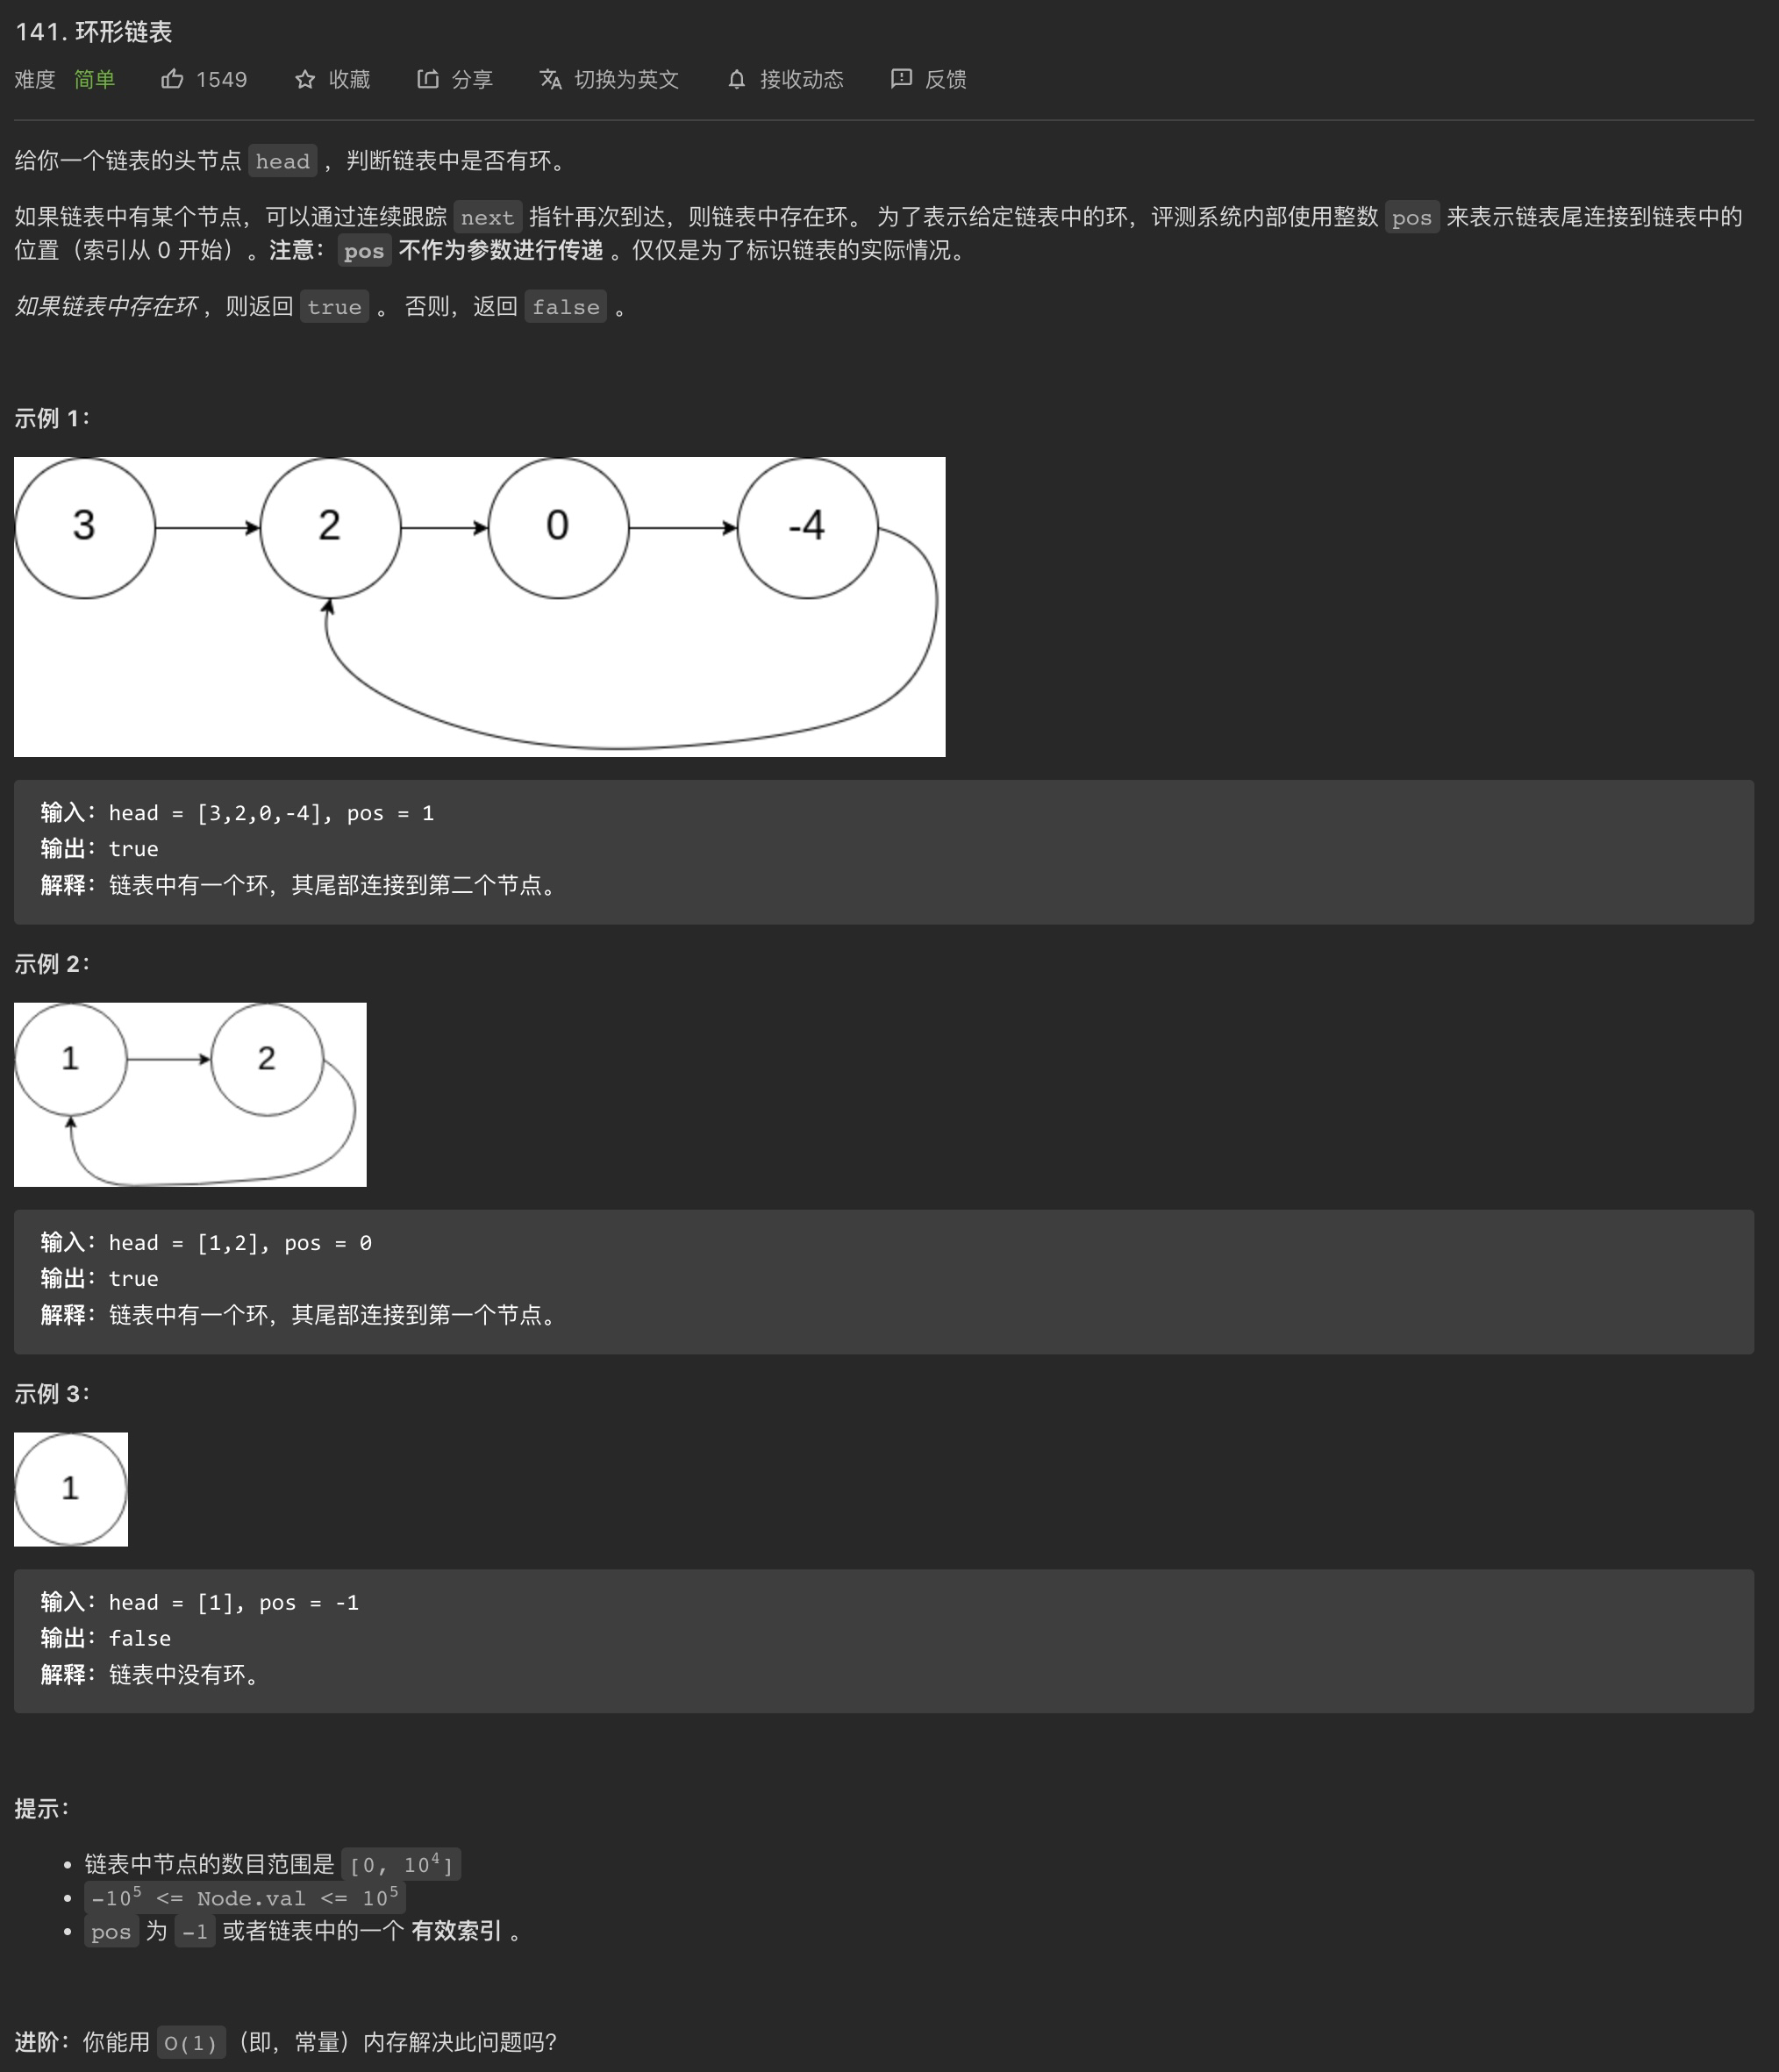 141. 环形链表
难度 简单 1549 收藏 分享 切换为英文 接收动态 反馈
给你一个链表的头节点 head ，判断链表中是否有环。
如果链表中有某个节点，可以通过连续跟踪 next 指针再次到达，则链表中存在环。 为了表示给定链表中的环，评测系统内部使用整数 pos 来表示链表尾连接到链表中的
位置（索引从 0 开始）。注意：pos 不作为参数进行传递 。仅仅是为了标识链表的实际情况。
如果链表中存在环 ，则返回 true 。 否则，返回 false 。
示例 1：
3 2 0 -4
输入：head = [3,2,0,-4], pos = 1
输出：true
解释：链表中有一个环，其尾部连接到第二个节点。
示例 2：
1 2
输入：head = [1,2], pos = 0
输出：true
解释：链表中有一个环，其尾部连接到第一个节点。
示例 3：
1
输入：head = [1], pos = -1
输出：false
解释：链表中没有环。
提示：
• 链表中节点的数目范围是 [0, 10⁴]
• -10⁵ <= Node.val <= 10⁵
• pos 为 -1 或者链表中的一个 有效索引 。
进阶：你能用 O(1)（即，常量）内存解决此问题吗?